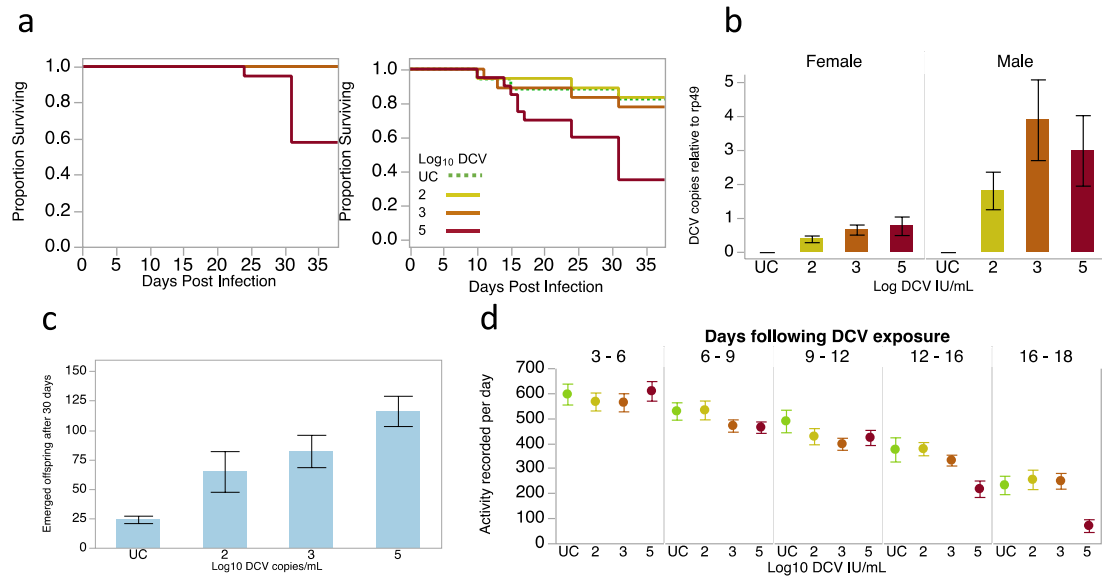 a
Proportion Surviving
1.0
0.8
0.6
0.4
0.2
0.0
0 5 10 15 20 25 30 35
Days Post Infection
Proportion Surviving
1.0
0.8
0.6
0.4
0.2
0.0
Log10 DCV
UC
2
3
5
0 5 10 15 20 25 30 35
Days Post Infection
b
Female Male
DCV copies relative to rp49
5
4
3
2
1
0
UC 2 3 5 UC 2 3 5
Log DCV IU/mL
c
Emerged offspring after 30 days
150
125
100
75
50
25
0
UC 2 3 5
Log10 DCV copies/mL
d
Days following DCV exposure
3 - 6 6 - 9 9 - 12 12 - 16 16 - 18
Activity recorded per day
700
600
500
400
300
200
100
0
UC 2 3 5 UC 2 3 5 UC 2 3 5 UC 2 3 5 UC 2 3 5
Log10 DCV IU/mL